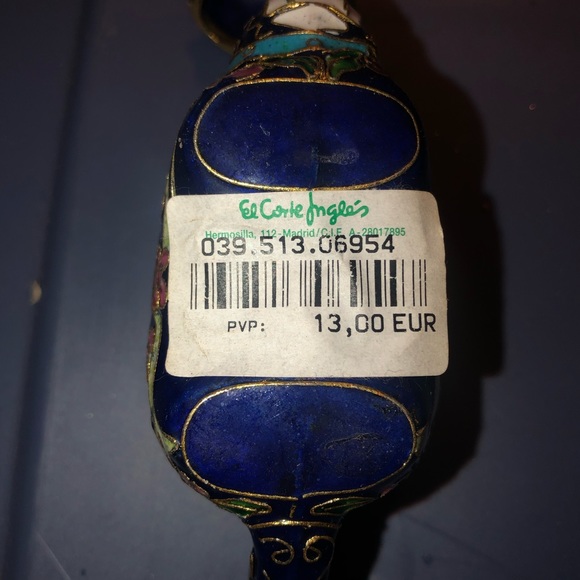 El Corte Inglés
Hermosilla, 112-Madrid/C.I.F. A-28017895
039.513.06954
PVP: 13,00 EUR